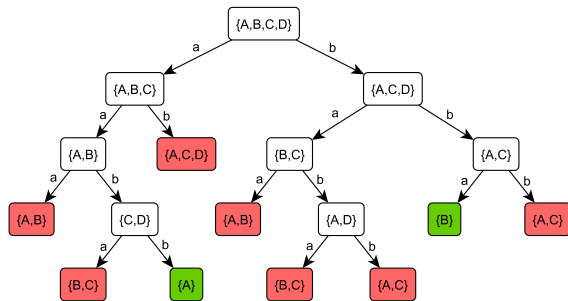 {A,B,C,D}
a b
{A,B,C} {A,C,D}
a b a b
{A,B} {A,C,D} {B,C} {A,C}
a b a b a b
{A,B} {C,D} {A,B} {A,D} {B} {A,C}
a b a b
{B,C} {A} {B,C} {A,C}